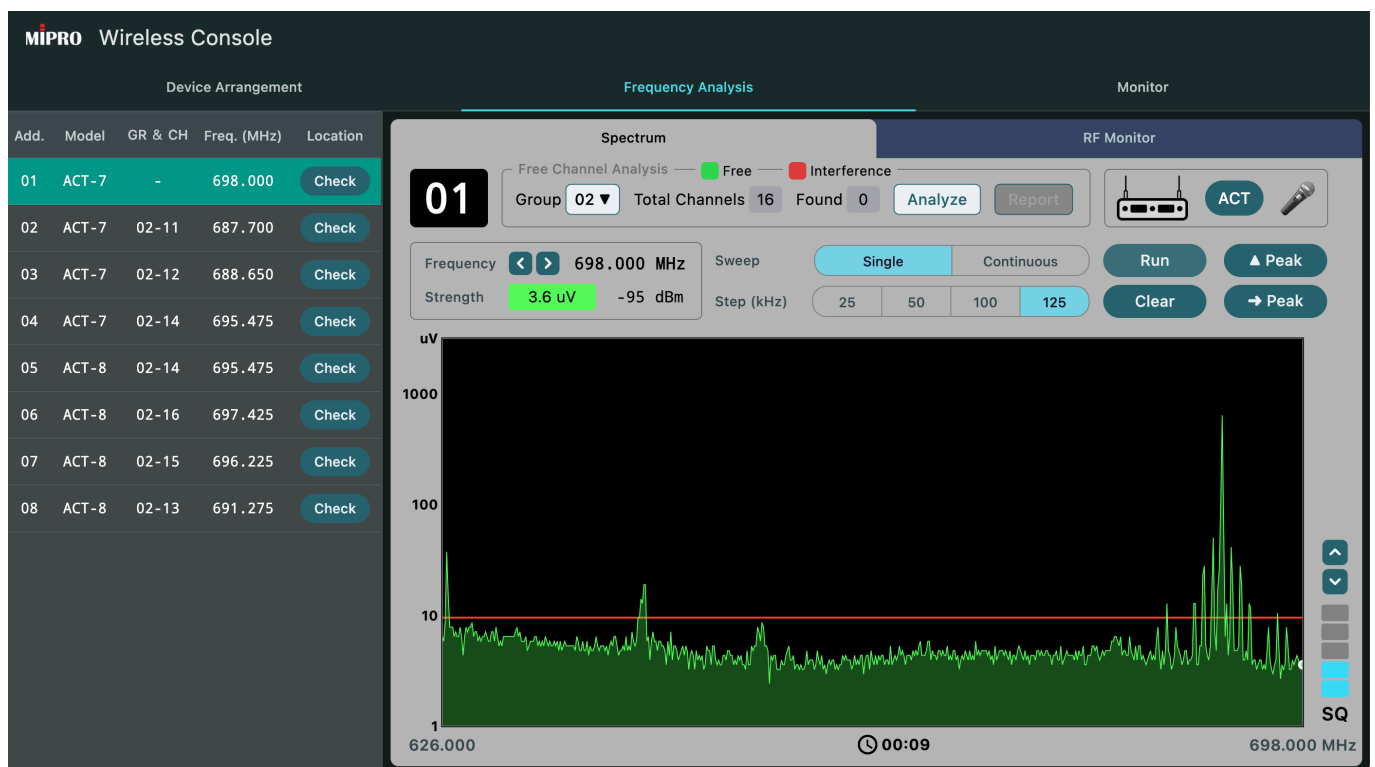 MIPRO Wireless Console
Device Arrangement Frequency Analysis Monitor
Add. Model GR & CH Freq. (MHz) Location
01 ACT-7 - 698.000 Check
02 ACT-7 02-11 687.700 Check
03 ACT-7 02-12 688.650 Check
04 ACT-7 02-14 695.475 Check
05 ACT-8 02-14 695.475 Check
06 ACT-8 02-16 697.425 Check
07 ACT-8 02-15 696.225 Check
08 ACT-8 02-13 691.275 Check
Spectrum RF Monitor
01
Free Channel Analysis Free Interference
Group 02 ▼ Total Channels 16 Found 0 Analyze Report
ACT
Frequency < > 698.000 MHz
Strength 3.6 uV -95 dBm
Sweep Single Continuous
Step (kHz) 25 50 100 125
Run ▲ Peak
Clear → Peak
uV
1000
100
10
1
SQ
626.000 00:09 698.000 MHz